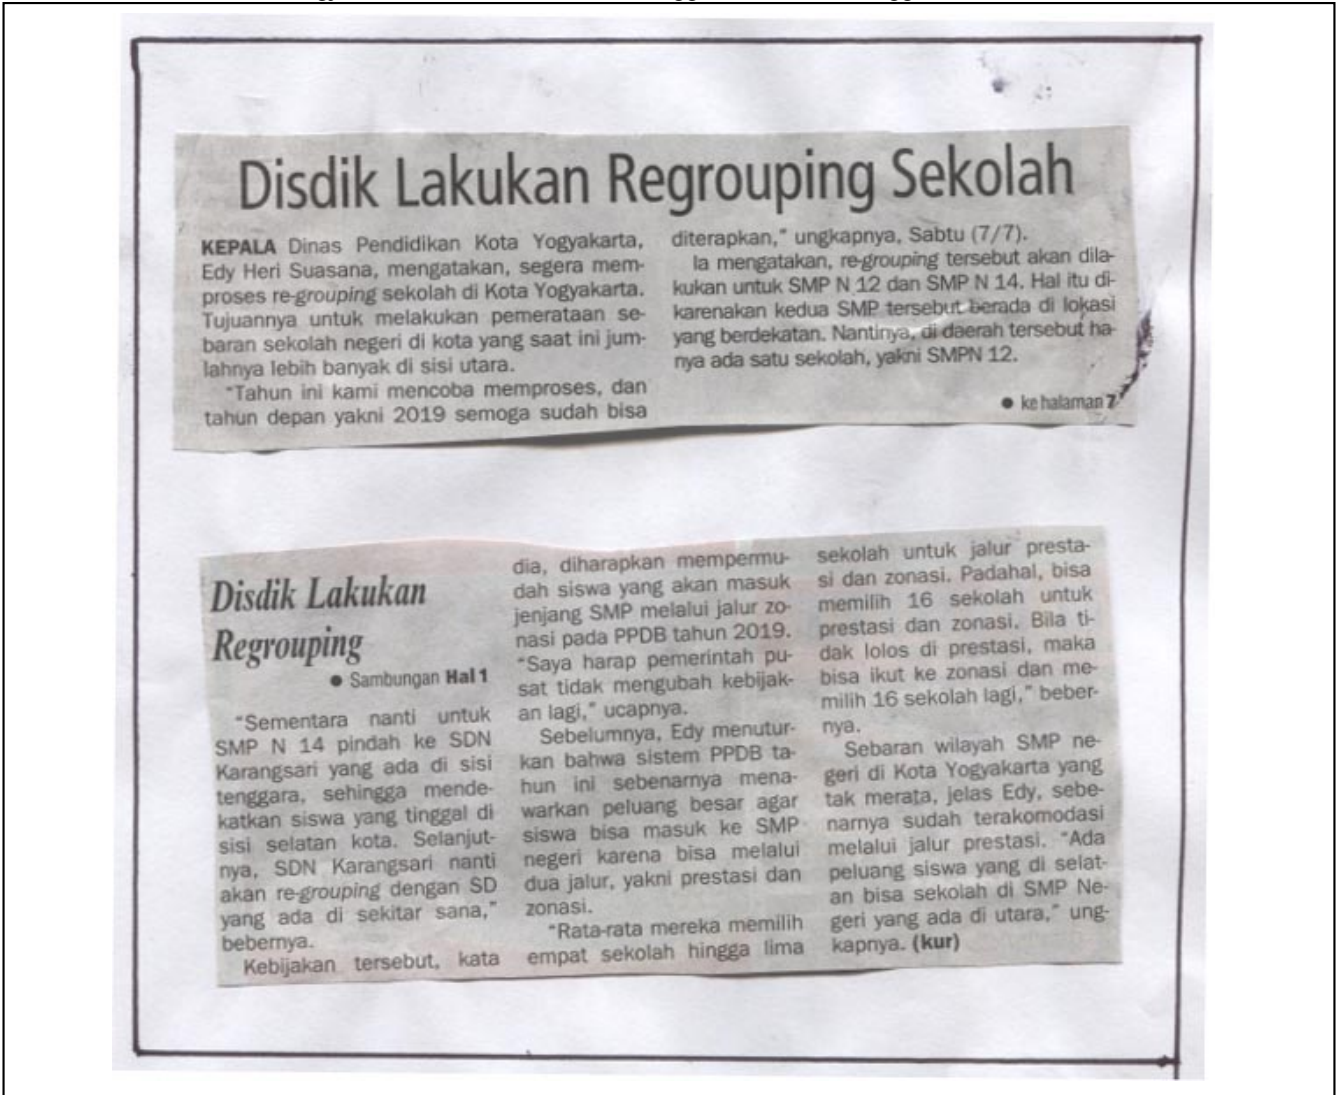 Disdik Lakukan Regrouping Sekolah
KEPALA Dinas Pendidikan Kota Yogyakarta,
Edy Heri Suasana, mengatakan, segera mem-
proses re-grouping sekolah di Kota Yogyakarta.
Tujuannya untuk melakukan pemerataan se-
baran sekolah negeri di kota yang saat ini jum-
lahnya lebih banyak di sisi utara.
"Tahun ini kami mencoba memproses, dan
tahun depan yakni 2019 semoga sudah bisa
diterapkan," ungkapnya, Sabtu (7/7).
Ia mengatakan, re-grouping tersebut akan dila-
kukan untuk SMP N 12 dan SMP N 14. Hal itu di-
karenakan kedua SMP tersebut berada di lokasi
yang berdekatan. Nantinya, di daerah tersebut ha-
nya ada satu sekolah, yakni SMPN 12.
● ke halaman 7
Disdik Lakukan
Regrouping
● Sambungan Hal 1
"Sementara nanti untuk
SMP N 14 pindah ke SDN
Karangsari yang ada di sisi
tenggara, sehingga mende-
katkan siswa yang tinggal di
sisi selatan kota. Selanjut-
nya, SDN Karangsari nanti
akan re-grouping dengan SD
yang ada di sekitar sana,"
bebernya.
Kebijakan tersebut, kata
dia, diharapkan mempermu-
dah siswa yang akan masuk
jenjang SMP melalui jalur zo-
nasi pada PPDB tahun 2019.
"Saya harap pemerintah pu-
sat tidak mengubah kebijak-
an lagi," ucapnya.
Sebelumnya, Edy menutur-
kan bahwa sistem PPDB ta-
hun ini sebenarnya mena-
warkan peluang besar agar
siswa bisa masuk ke SMP
negeri karena bisa melalui
dua jalur, yakni prestasi dan
zonasi.
"Rata-rata mereka memilih
empat sekolah hingga lima
sekolah untuk jalur presta-
si dan zonasi. Padahal, bisa
memilih 16 sekolah untuk
prestasi dan zonasi. Bila ti-
dak lolos di prestasi, maka
bisa ikut ke zonasi dan me-
milih 16 sekolah lagi," beber-
nya.
Sebaran wilayah SMP ne-
geri di Kota Yogyakarta yang
tak merata, jelas Edy, sebe-
narnya sudah terakomodasi
melalui jalur prestasi. "Ada
peluang siswa yang di selat-
an bisa sekolah di SMP Ne-
geri yang ada di utara," ung-
kapnya. (kur)